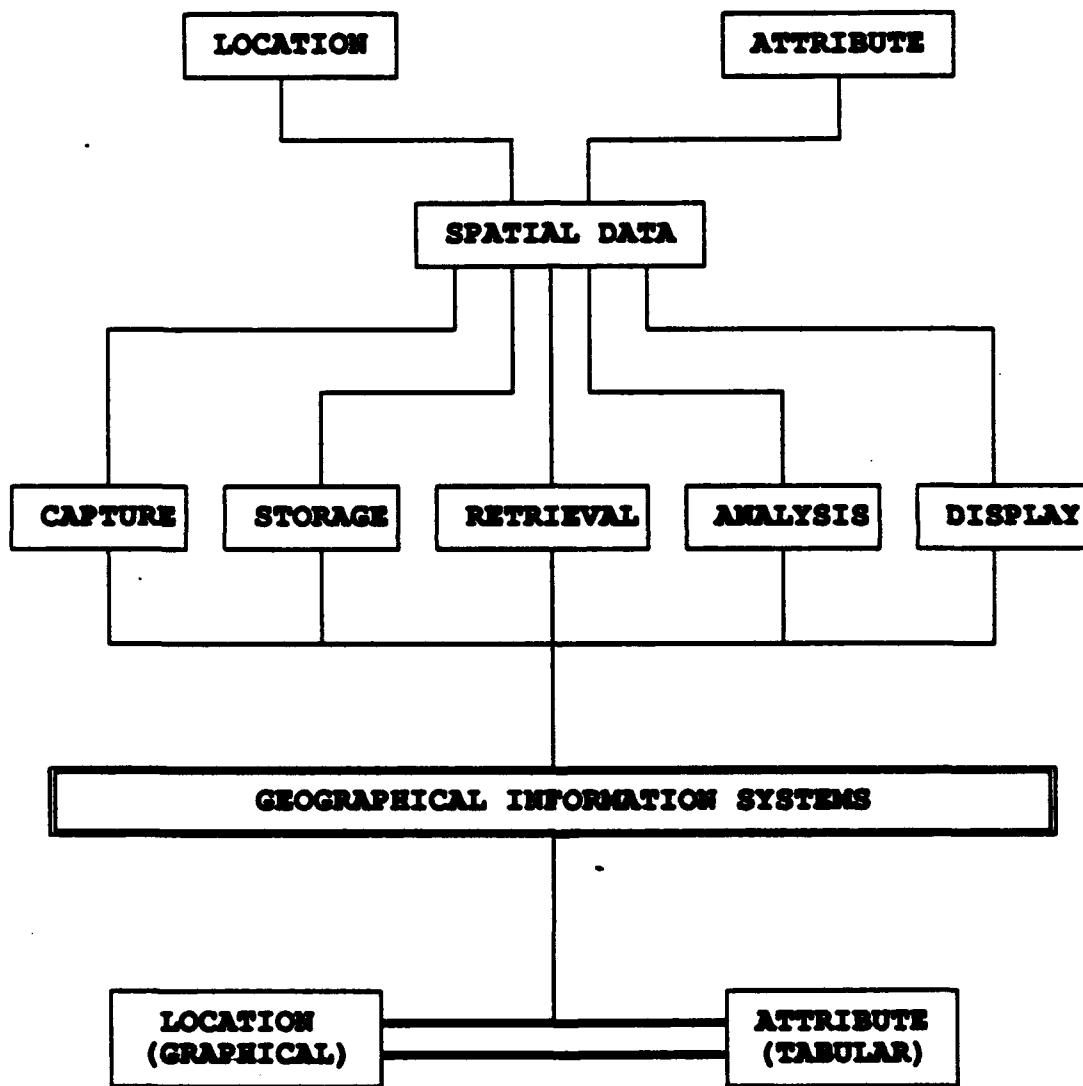 LOCATION
ATTRIBUTE
SPATIAL DATA
CAPTURE
STORAGE
RETRIEVAL
ANALYSIS
DISPLAY
GEOGRAPHICAL INFORMATION SYSTEMS
LOCATION
(GRAPHICAL)
ATTRIBUTE
(TABULAR)